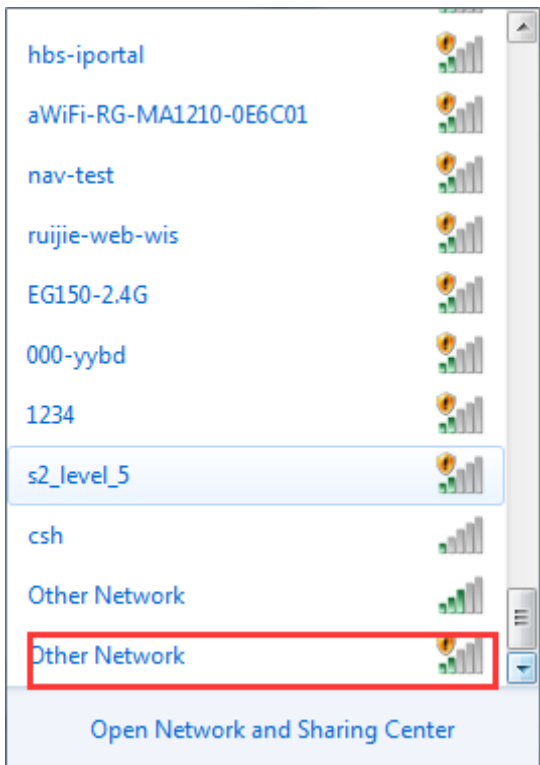 hbs-iportal
aWiFi-RG-MA1210-0E6C01
nav-test
ruijie-web-wis
EG150-2.4G
000-yybd
1234
s2_level_5
csh
Other Network
Other Network
Open Network and Sharing Center